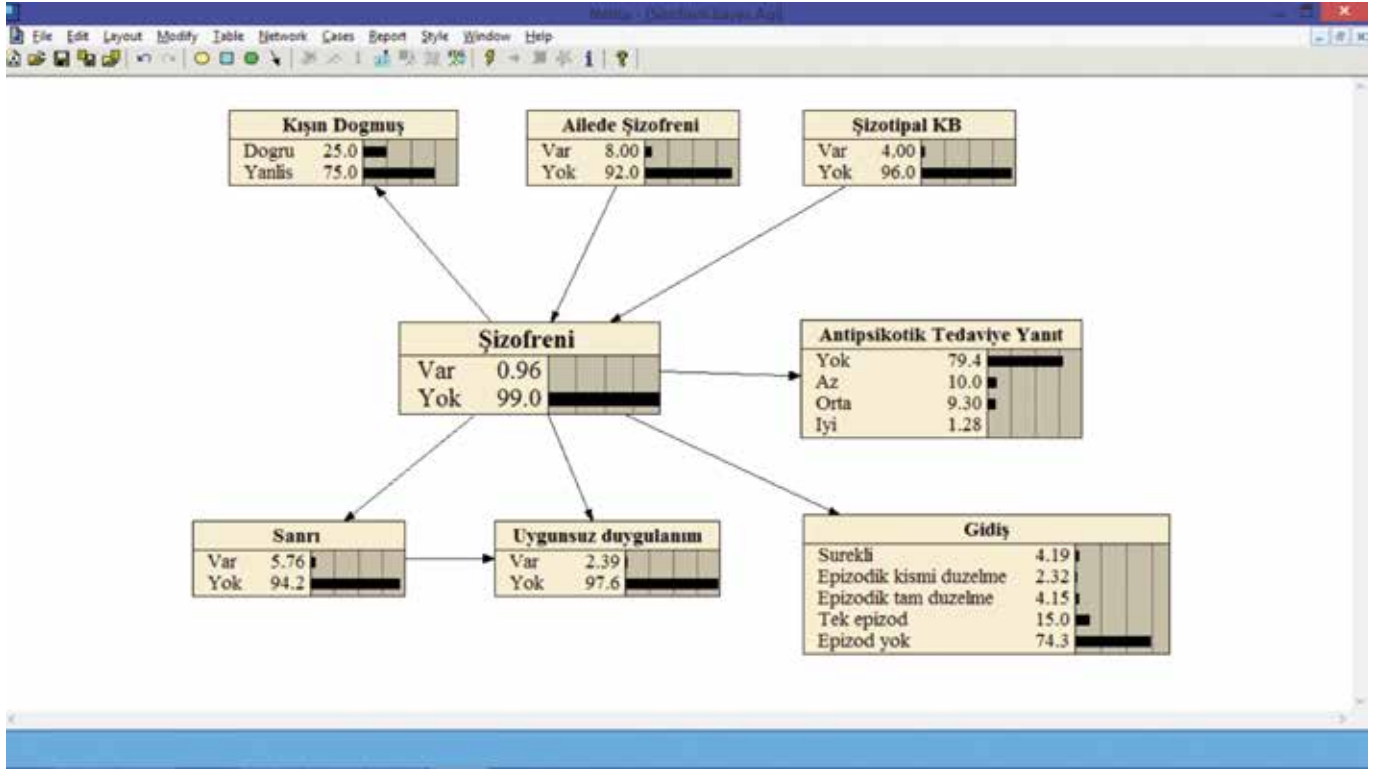 File Edit Layout Modify Table Network Cases Report Style Window Help
Kışın Dogmuş
Dogru 25.0
Yanlis 75.0
Ailede Şizofreni
Var 8.00
Yok 92.0
Şizotipal KB
Var 4.00
Yok 96.0
Şizofreni
Var 0.96
Yok 99.0
Antipsikotik Tedaviye Yanıt
Yok 79.4
Az 10.0
Orta 9.30
Iyi 1.28
Sanrı
Var 5.76
Yok 94.2
Uygunsuz duygulanım
Var 2.39
Yok 97.6
Gidiş
Surekli 4.19
Epizodik kismi duzelme 2.32
Epizodik tam duzelme 4.15
Tek epizod 15.0
Epizod yok 74.3